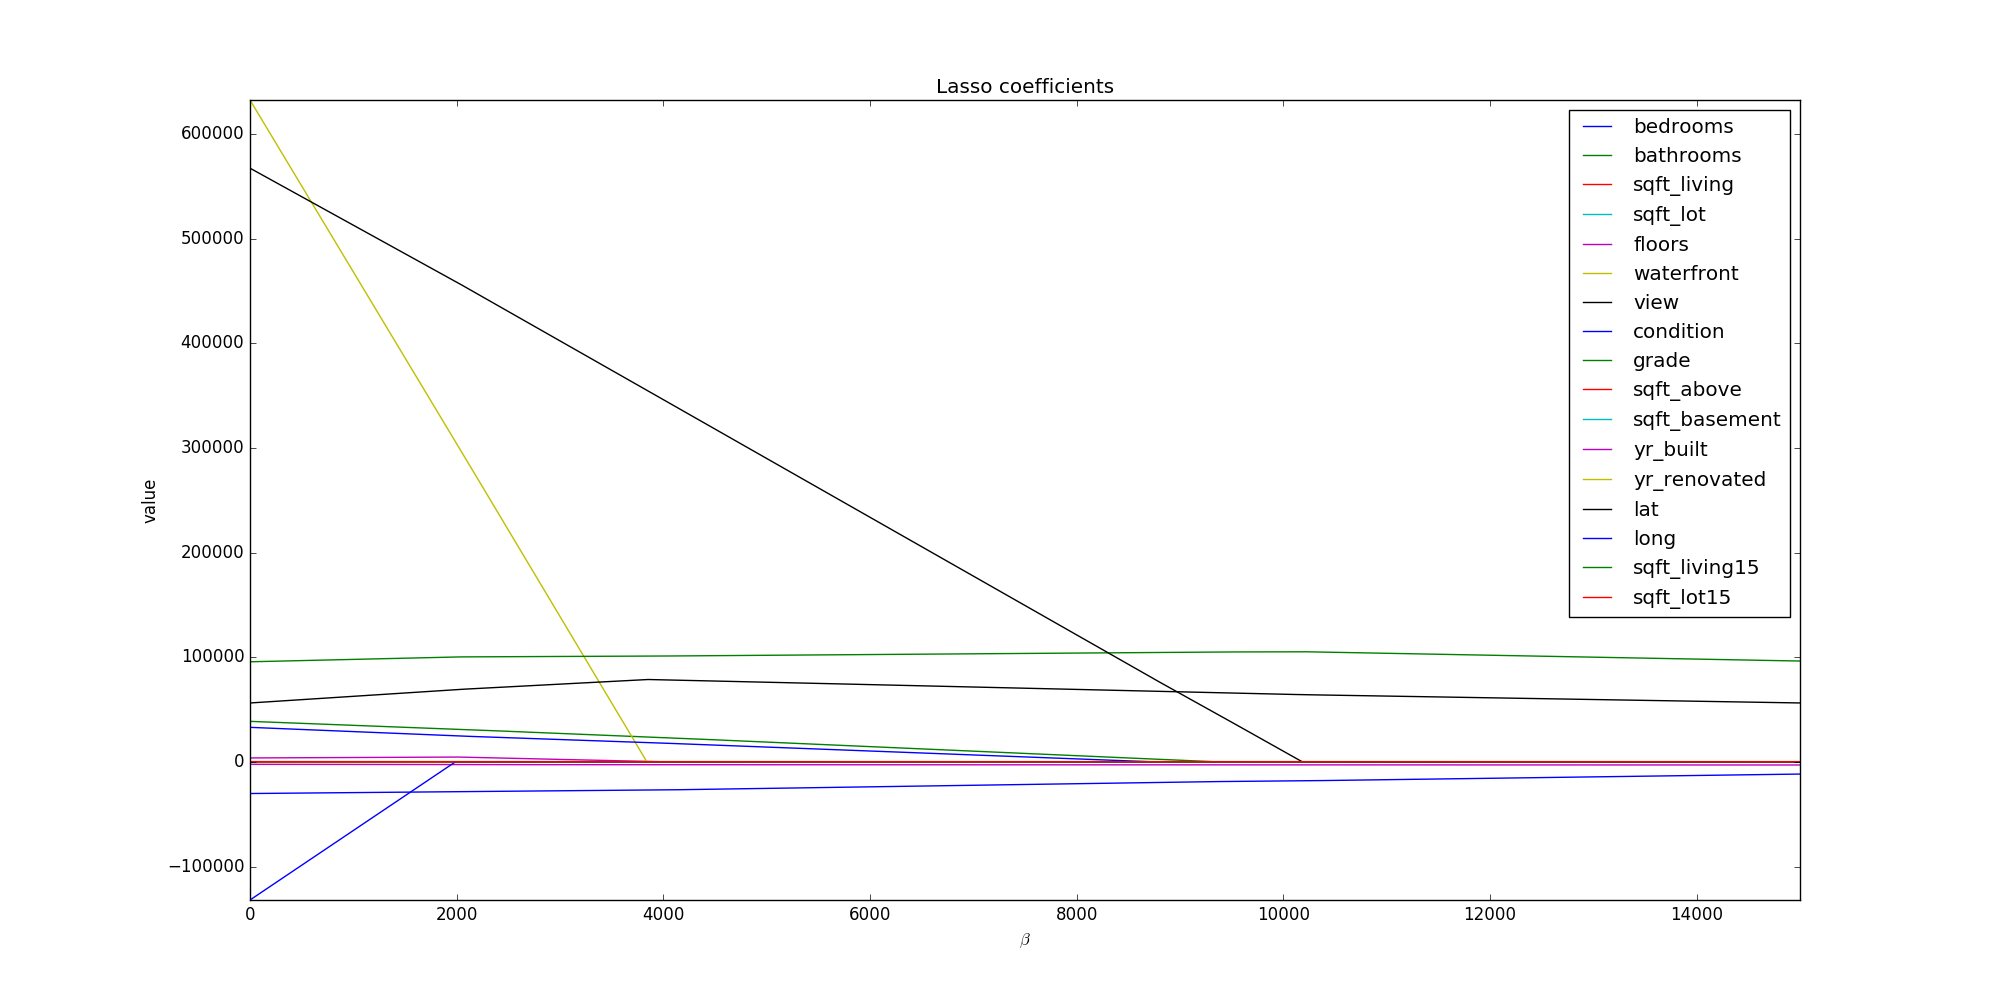 Lasso coefficients
600000
500000
400000
300000
200000
100000
0
−100000
value
0 2000 4000 6000 8000 10000 12000 14000
β
bedrooms
bathrooms
sqft_living
sqft_lot
floors
waterfront
view
condition
grade
sqft_above
sqft_basement
yr_built
yr_renovated
lat
long
sqft_living15
sqft_lot15